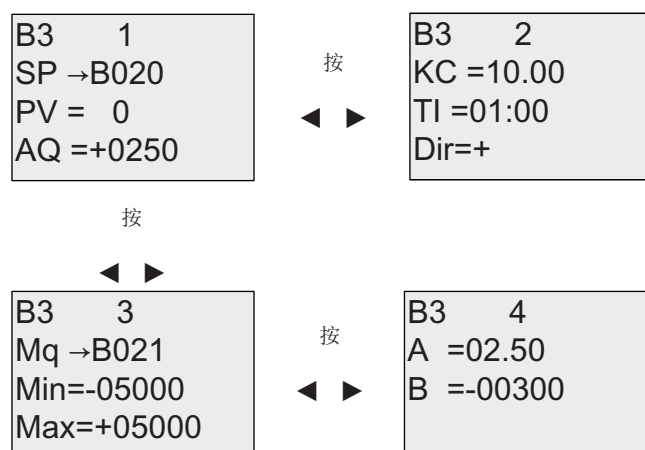 B3 1
SP →B020
PV = 0
AQ =+0250
按
◀ ▶
B3 2
KC =10.00
TI =01:00
Dir=+
按
◀ ▶
B3 3
Mq →B021
Min=-05000
Max=+05000
按
◀ ▶
B3 4
A =02.50
B =-00300